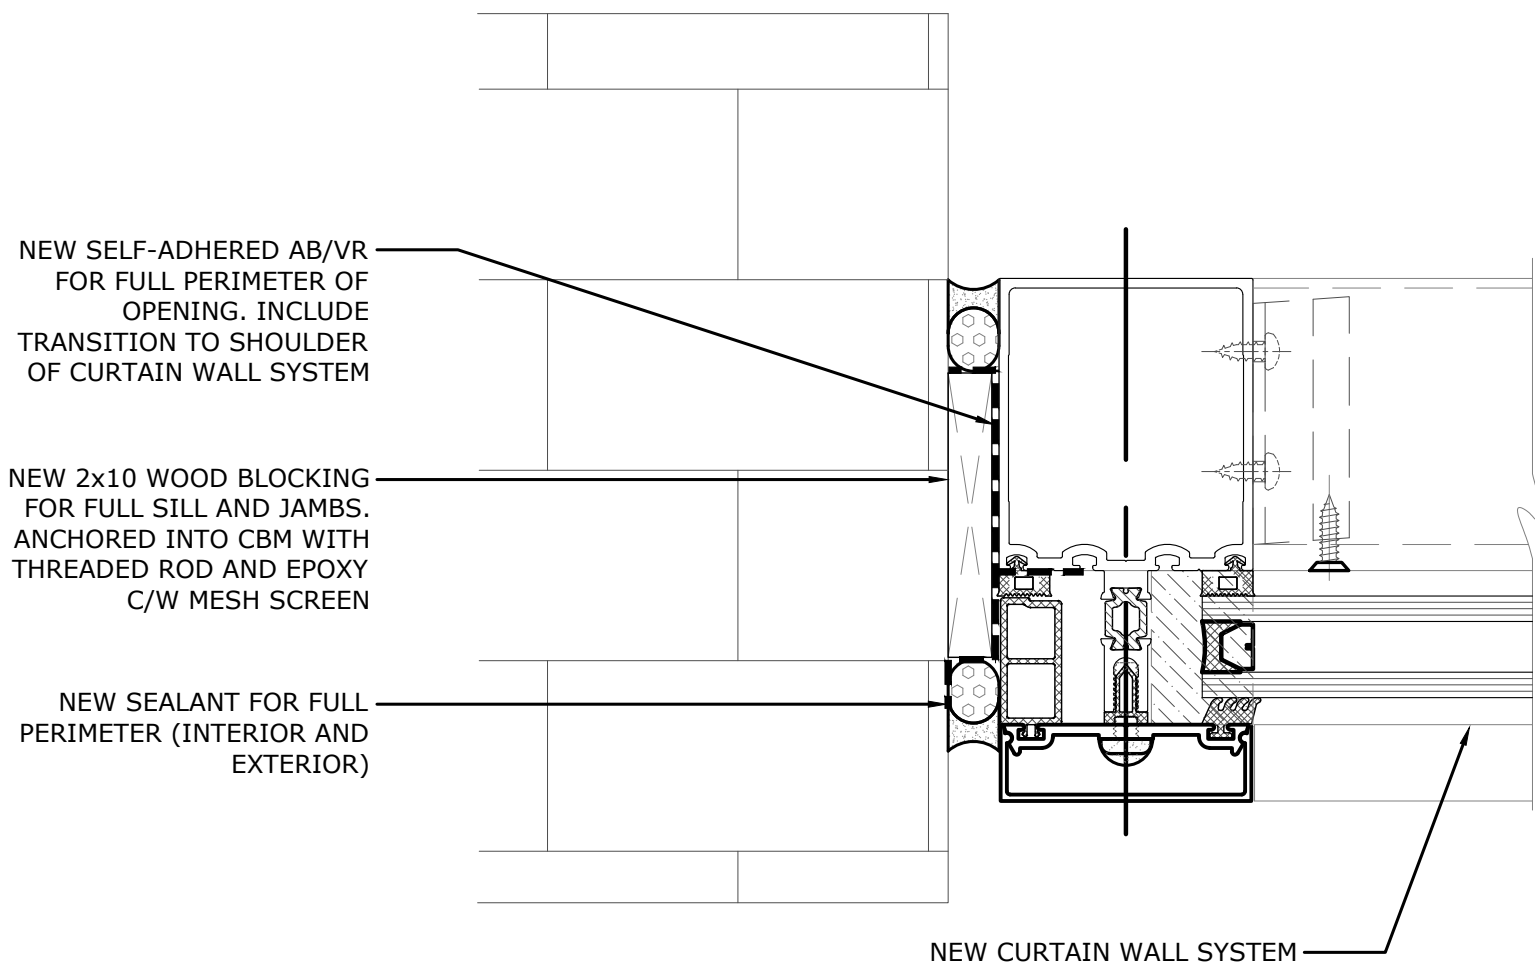 NEW SELF-ADHERED AB/VR
FOR FULL PERIMETER OF
OPENING. INCLUDE
TRANSITION TO SHOULDER
OF CURTAIN WALL SYSTEM
NEW 2x10 WOOD BLOCKING
FOR FULL SILL AND JAMBS.
ANCHORED INTO CBM WITH
THREADED ROD AND EPOXY
C/W MESH SCREEN
NEW SEALANT FOR FULL
PERIMETER (INTERIOR AND
EXTERIOR)
NEW CURTAIN WALL SYSTEM